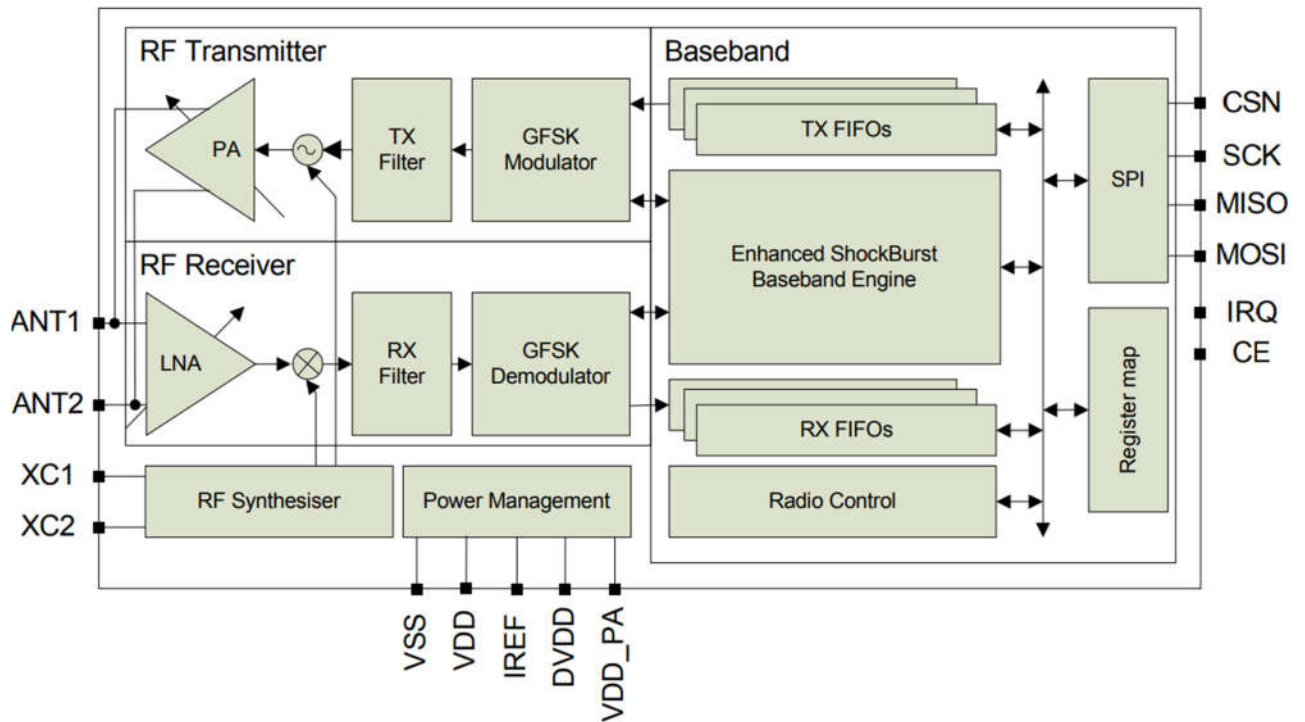 RF Transmitter
Baseband
PA
TX
Filter
GFSK
Modulator
TX FIFOs
SPI
CSN
SCK
MISO
MOSI
Enhanced ShockBurst
Baseband Engine
RF Receiver
ANT1
ANT2
LNA
RX
Filter
GFSK
Demodulator
RX FIFOs
Register map
IRQ
CE
XC1
XC2
RF Synthesiser
Power Management
Radio Control
VSS
VDD
IREF
DVDD
VDD_PA